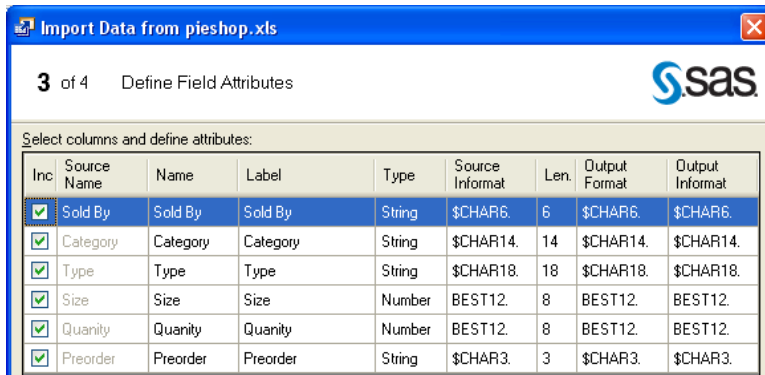 Import Data from pieshop.xls
3 of 4 Define Field Attributes
sas
Select columns and define attributes:
Inc Source Name Name Label Type Source Informat Len. Output Format Output Informat
Sold By Sold By Sold By String $CHAR6. 6 $CHAR6. $CHAR6.
Category Category Category String $CHAR14. 14 $CHAR14. $CHAR14.
Type Type Type String $CHAR18. 18 $CHAR18. $CHAR18.
Size Size Size Number BEST12. 8 BEST12. BEST12.
Quanity Quanity Quanity Number BEST12. 8 BEST12. BEST12.
Preorder Preorder Preorder String $CHAR3. 3 $CHAR3. $CHAR3.